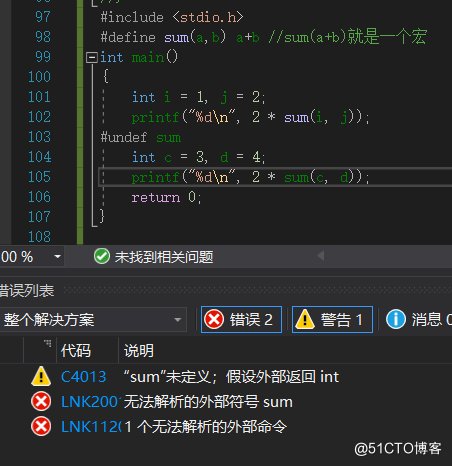 97 #include <stdio.h>
98 #define sum(a,b) a+b //sum(a+b)就是一个宏
99 int main()
100 {
101 int i = 1, j = 2;
102 printf("%d\n", 2 * sum(i, j));
103 #undef sum
104 int c = 3, d = 4;
105 printf("%d\n", 2 * sum(c, d));
106 return 0;
107 }
108
00 % 未找到相关问题
错误列表
整个解决方案 错误 2 警告 1 消息 0
代码 说明
C4013 “sum”未定义；假设外部返回 int
LNK200 无法解析的外部符号 sum
LNK112 1 个无法解析的外部命令
@51CTO博客